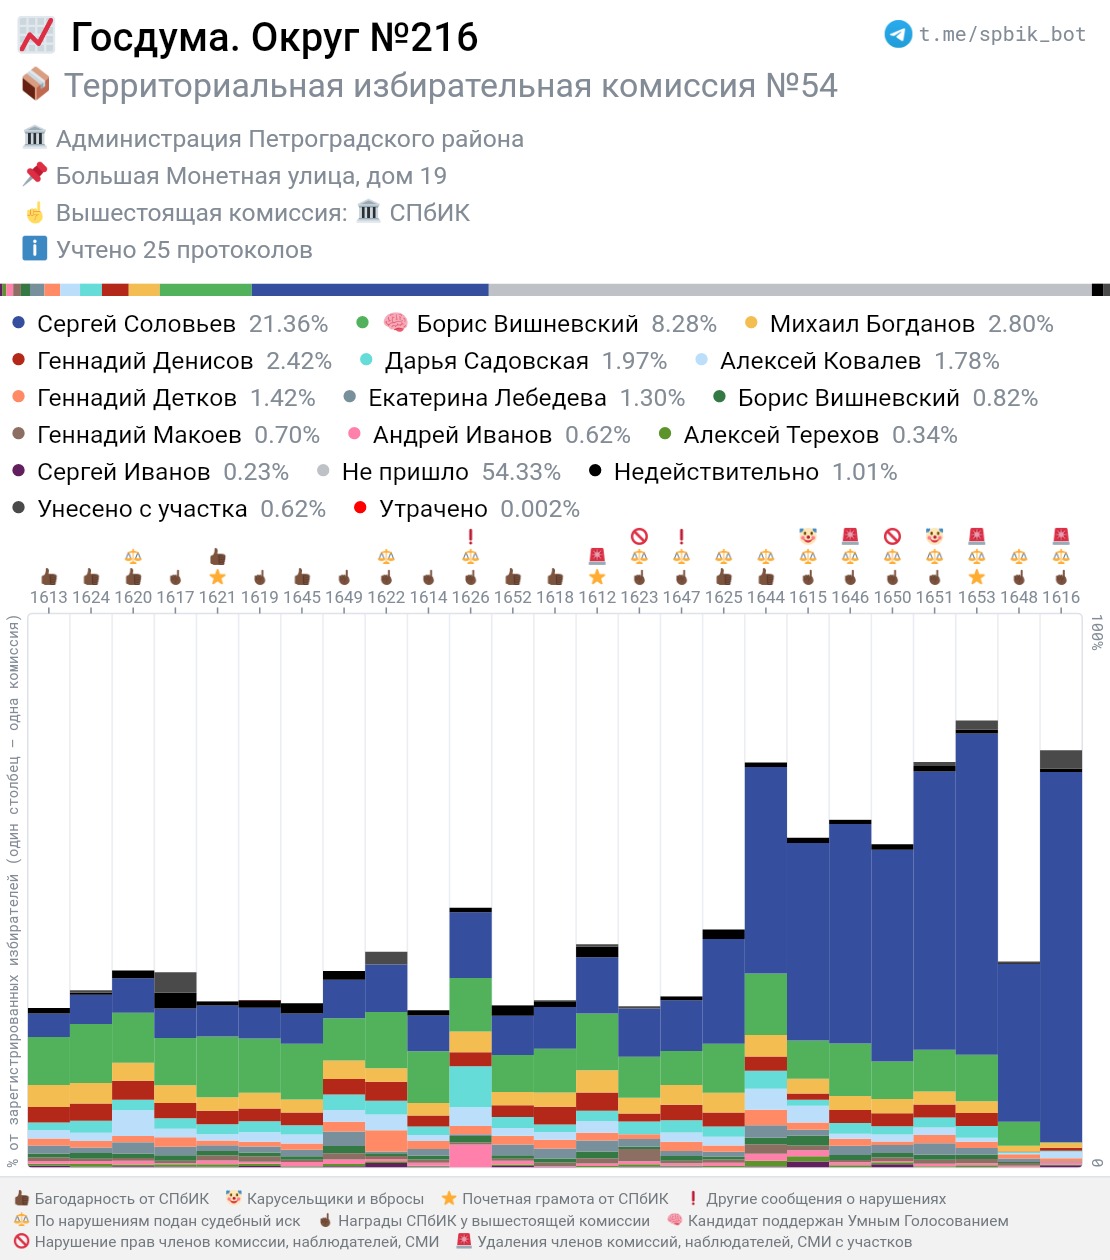 Госдума. Округ №216
t.me/spbik_bot
Территориальная избирательная комиссия №54
Администрация Петроградского района
Большая Монетная улица, дом 19
Вышестоящая комиссия: СПбИК
Учтено 25 протоколов
Сергей Соловьев 21.36% Борис Вишневский 8.28% Михаил Богданов 2.80%
Геннадий Денисов 2.42% Дарья Садовская 1.97% Алексей Ковалев 1.78%
Геннадий Детков 1.42% Екатерина Лебедева 1.30% Борис Вишневский 0.82%
Геннадий Макоев 0.70% Андрей Иванов 0.62% Алексей Терехов 0.34%
Сергей Иванов 0.23% Не пришло 54.33% Недействительно 1.01%
Унесено с участка 0.62% Утрачено 0.002%
1613 1624 1620 1617 1621 1619 1645 1649 1622 1614 1626 1652 1618 1612 1623 1647 1625 1644 1615 1646 1650 1651 1653 1648 1616
% от зарегистрированных избирателей (один столбец – одна комиссия)
100%
0
Багодарность от СПбИК Карусельщики и вбросы Почетная грамота от СПбИК Другие сообщения о нарушениях
По нарушениям подан судебный иск Награды СПбИК у вышестоящей комиссии Кандидат поддержан Умным Голосованием
Нарушение прав членов комиссии, наблюдателей, СМИ Удаления членов комиссий, наблюдателей, СМИ с участков